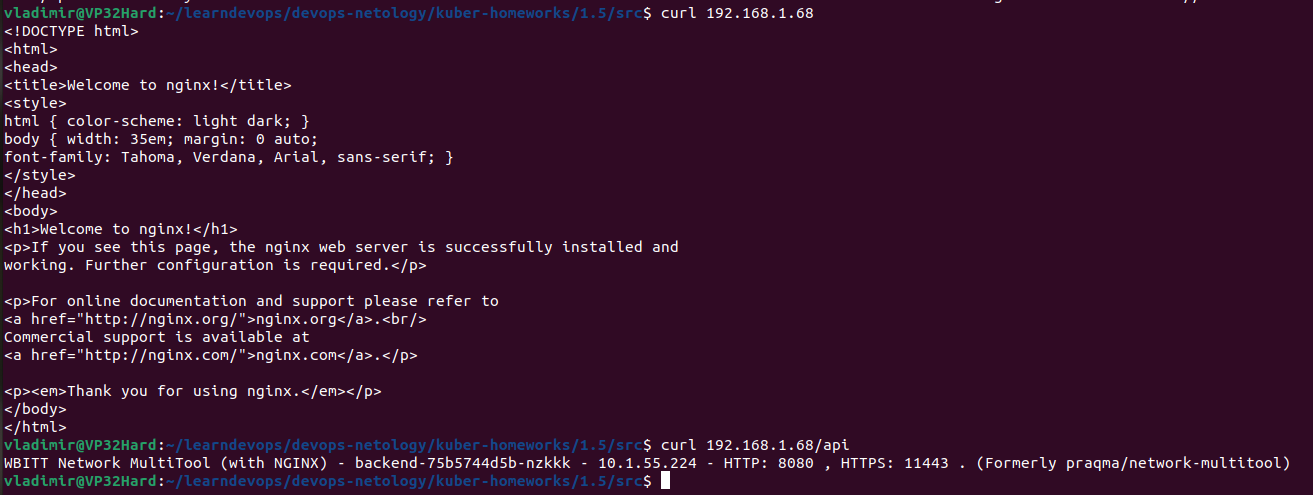 vladimir@VP32Hard:~/learndevops/devops-netology/kuber-homeworks/1.5/src$ curl 192.168.1.68
<!DOCTYPE html>
<html>
<head>
<title>Welcome to nginx!</title>
<style>
html { color-scheme: light dark; }
body { width: 35em; margin: 0 auto;
font-family: Tahoma, Verdana, Arial, sans-serif; }
</style>
</head>
<body>
<h1>Welcome to nginx!</h1>
<p>If you see this page, the nginx web server is successfully installed and
working. Further configuration is required.</p>

<p>For online documentation and support please refer to
<a href="http://nginx.org/">nginx.org</a>.<br/>
Commercial support is available at
<a href="http://nginx.com/">nginx.com</a>.</p>

<p><em>Thank you for using nginx.</em></p>
</body>
</html>
vladimir@VP32Hard:~/learndevops/devops-netology/kuber-homeworks/1.5/src$ curl 192.168.1.68/api
WBITT Network MultiTool (with NGINX) - backend-75b5744d5b-nzkkk - 10.1.55.224 - HTTP: 8080 , HTTPS: 11443 . (Formerly praqma/network-multitool)
vladimir@VP32Hard:~/learndevops/devops-netology/kuber-homeworks/1.5/src$